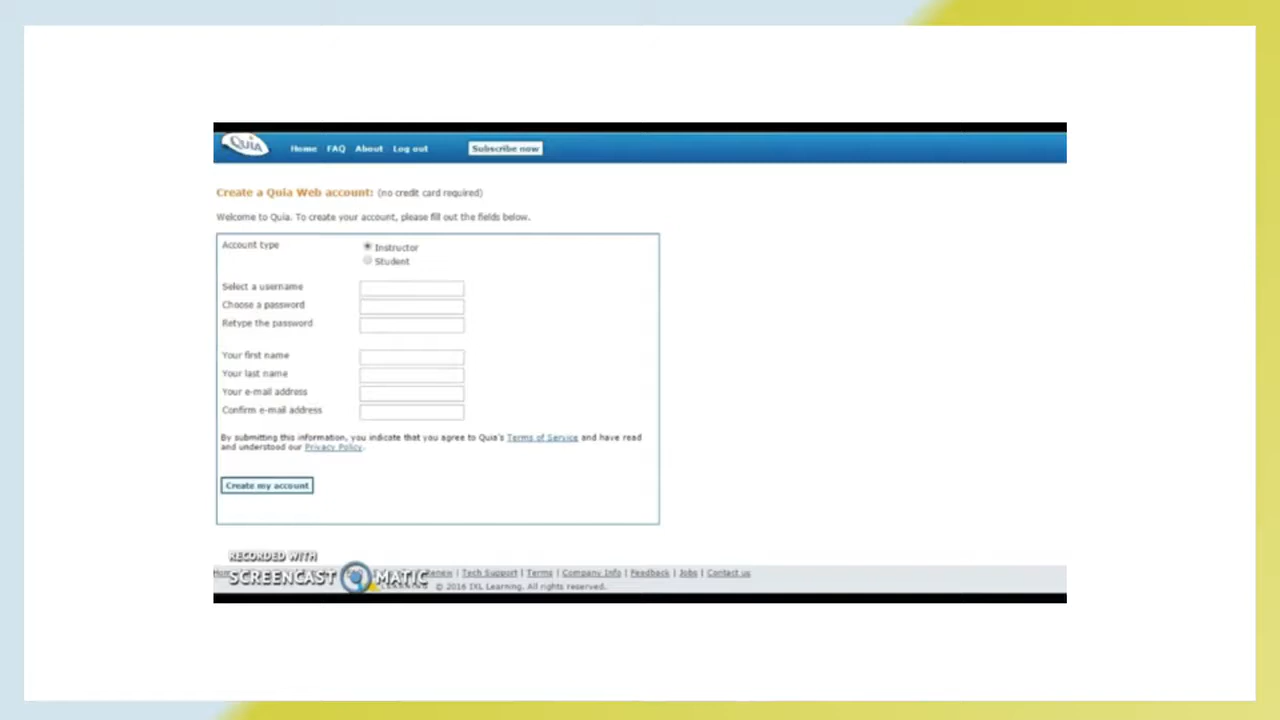 QUIA
Home FAQ About Log out Subscribe now
Create a Quia Web account: (no credit card required)
Welcome to Quia. To create your account, please fill out the fields below.
Account type Instructor
Student
Select a username
Choose a password
Retype the password
Your first name
Your last name
Your e-mail address
Confirm e-mail address
By submitting this information, you indicate that you agree to Quia's Terms of Service and have read
and understood our Privacy Policy.
Create my account
RECORDED WITH
SCREENCAST MATIC
Renew | Tech Support | Terms | Company Info | Feedback | Jobs | Contact us
LEARNING © 2016 IXL Learning. All rights reserved.